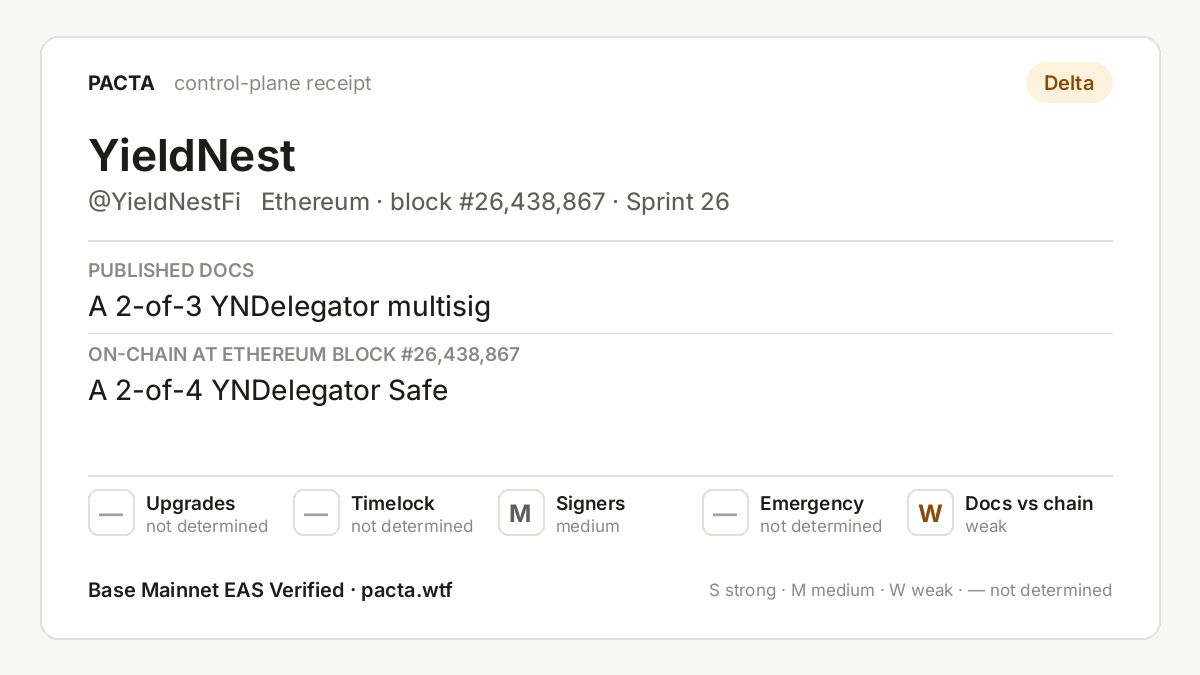 PACTA control-plane receipt Delta
YieldNest
@YieldNestFi Ethereum · block #26,438,867 · Sprint 26
PUBLISHED DOCS
A 2-of-3 YNDelegator multisig
ON-CHAIN AT ETHEREUM BLOCK #26,438,867
A 2-of-4 YNDelegator Safe
— Upgrades not determined
— Timelock not determined
M Signers medium
— Emergency not determined
W Docs vs chain weak
Base Mainnet EAS Verified · pacta.wtf
S strong · M medium · W weak · — not determined